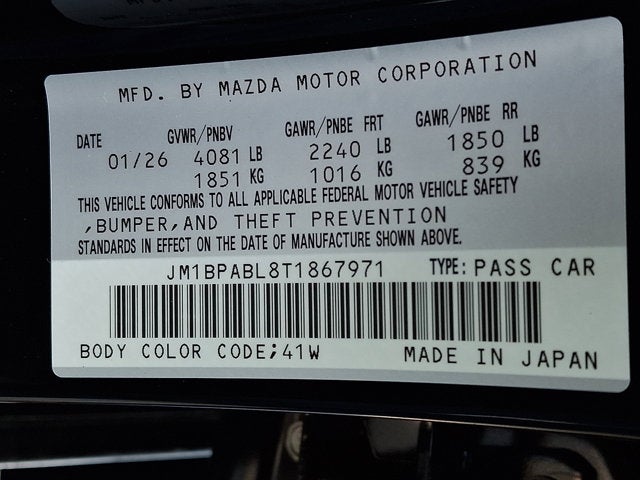 MFD. BY MAZDA MOTOR CORPORATION
DATE GVWR/PNBV GAWR/PNBE FRT GAWR/PNBE RR
01/26 4081 LB 2240 LB 1850 LB
1851 KG 1016 KG 839 KG
THIS VEHICLE CONFORMS TO ALL APPLICABLE FEDERAL MOTOR VEHICLE SAFETY
,BUMPER,AND THEFT PREVENTION
STANDARDS IN EFFECT ON THE DATE OF MANUFACTURE SHOWN ABOVE.
JM1BPABL8T1867971 TYPE: PASS CAR
BODY COLOR CODE;41W MADE IN JAPAN